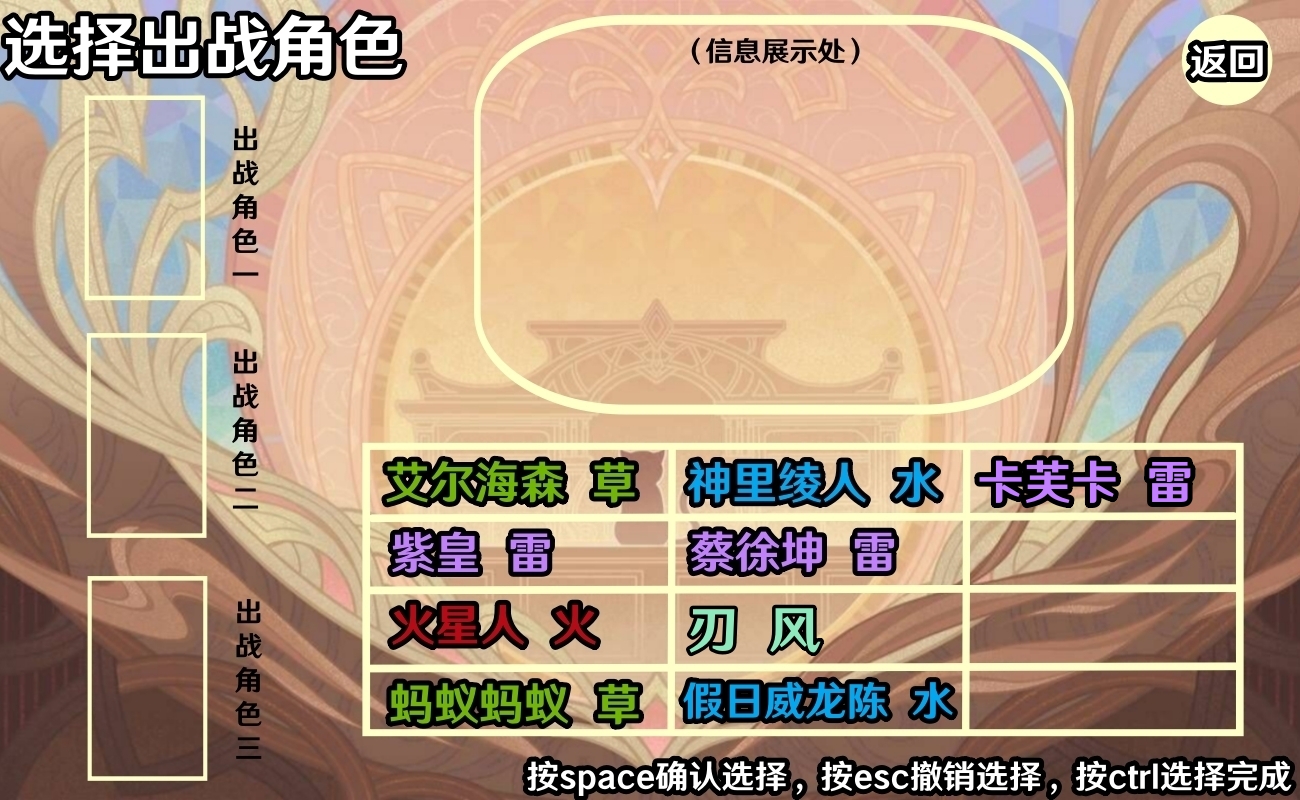 选择出战角色
（信息展示处）
返回
出战角色一
出战角色二
出战角色三
艾尔海森 草
神里绫人 水
卡芙卡 雷
紫皇 雷
蔡徐坤 雷
火星人 火
刃 风
蚂蚁蚂蚁 草
假日威龙陈 水
按space确认选择，按esc撤销选择，按ctrl选择完成